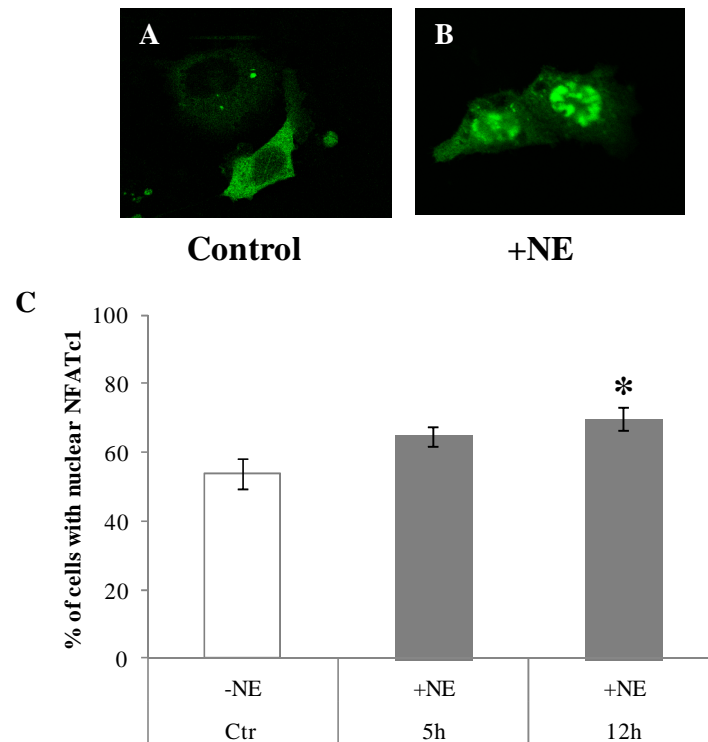 A B
Control +NE
C
% of cells with nuclear NFATc1
100
80
60
40
20
0
*
-NE +NE +NE
Ctr 5h 12h